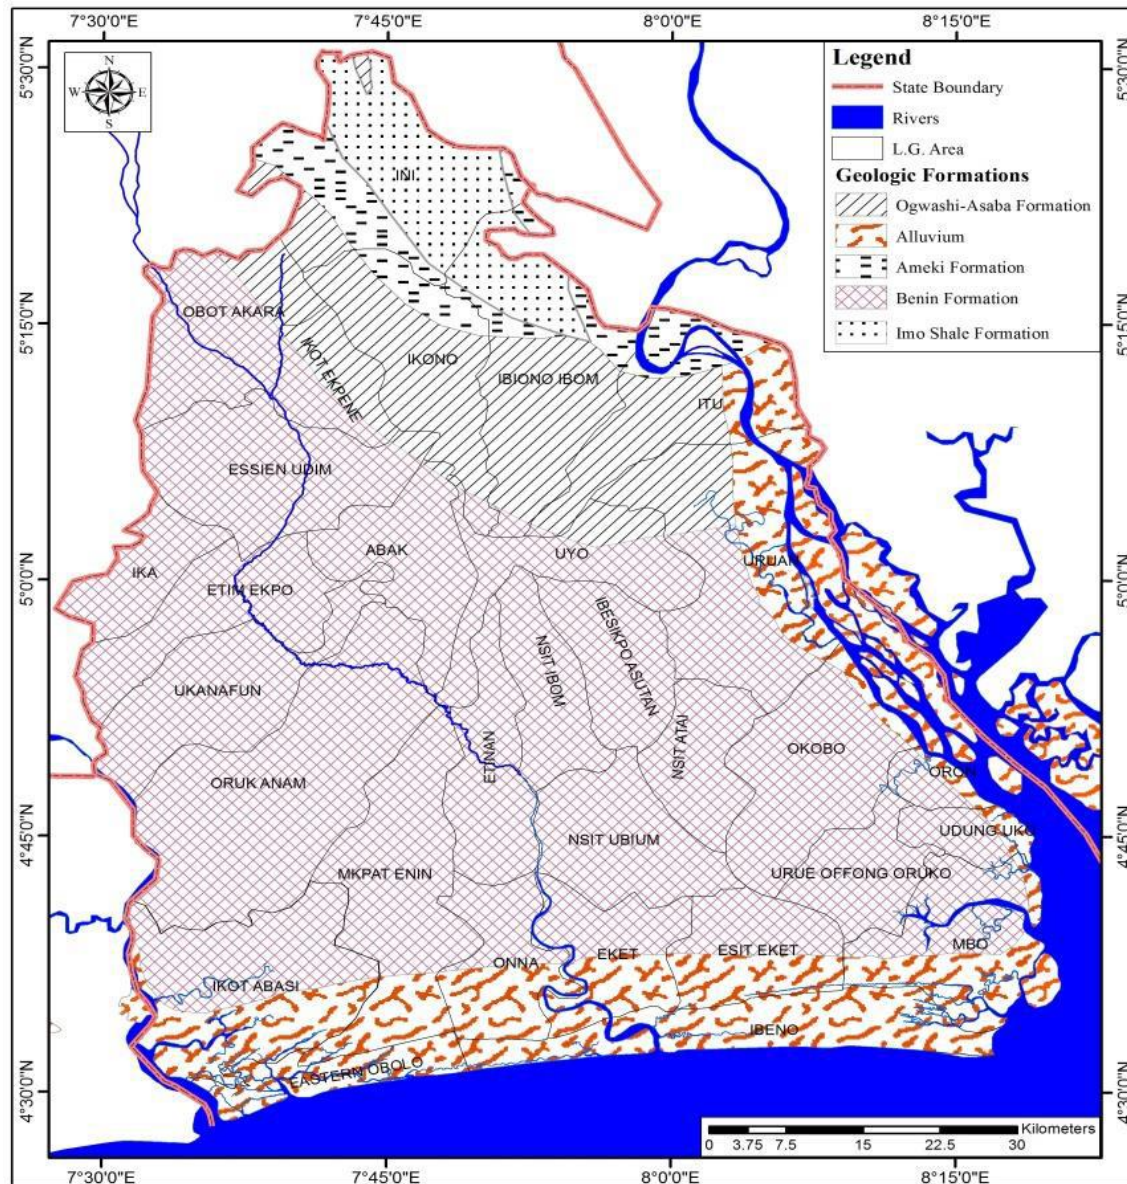 7°30'0"E 7°45'0"E 8°0'0"E 8°15'0"E
5°30'0"N
5°30'0"N
N
W E
S
Legend
State Boundary
Rivers
L.G. Area
Geologic Formations
Ogwashi-Asaba Formation
Alluvium
Ameki Formation
Benin Formation
Imo Shale Formation
INI
5°15'0"N
5°15'0"N
OBOT AKARA
IKOT EKPENE
IKONO
IBIONO IBOM
ITU
ESSIEN UDIM
ABAK
UYO
URUAN
IKA
5°0'0"N
5°0'0"N
ETIM EKPO
IBESIKPO ASUTAN
NSIT IBOM
UKANAFUN
NSIT ATAI
ETINAN
OKOBO
ORON
ORUK ANAM
4°45'0"N
4°45'0"N
UDUNG UKO
NSIT UBIUM
MKPAT ENIN
URUE OFFONG ORUKO
MBO
ESIT EKET
EKET
ONNA
IKOT ABASI
IBENO
EASTERN OBOLO
4°30'0"N
4°30'0"N
Kilometers
0 3.75 7.5 15 22.5 30
7°30'0"E 7°45'0"E 8°0'0"E 8°15'0"E